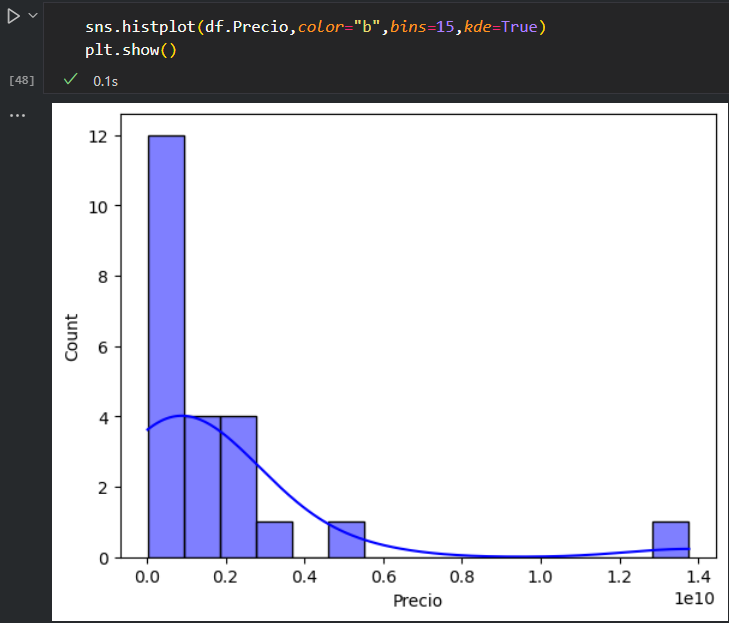 sns.histplot(df.Precio,color="b",bins=15,kde=True)
plt.show()
[48]
0.1s
...
12
10
8
6
4
2
0
Count
0.0 0.2 0.4 0.6 0.8 1.0 1.2 1.4
1e10
Precio